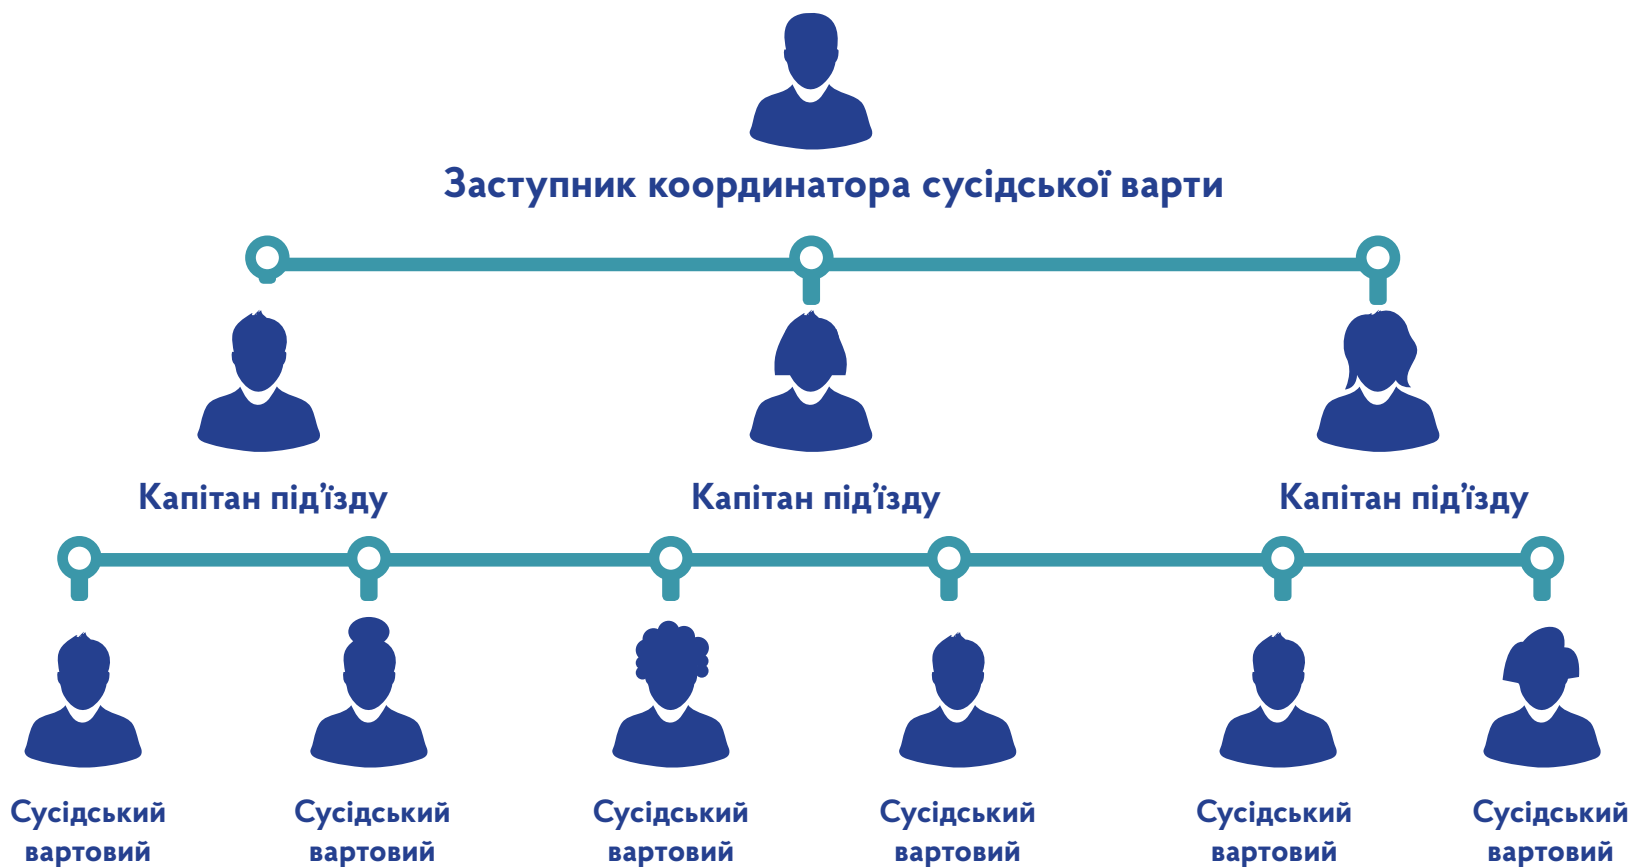 Заступник координатора сусідської варти
Капітан під’їзду
Капітан під’їзду
Капітан під’їзду
Сусідський
вартовий
Сусідський
вартовий
Сусідський
вартовий
Сусідський
вартовий
Сусідський
вартовий
Сусідський
вартовий